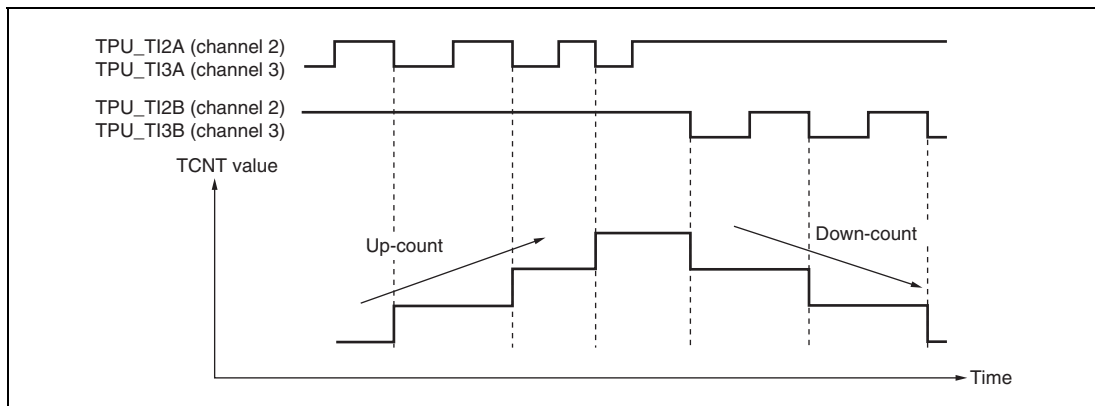 TPU_TI2A (channel 2)
TPU_TI3A (channel 3)
TPU_TI2B (channel 2)
TPU_TI3B (channel 3)
TCNT value
Up-count
Down-count
Time